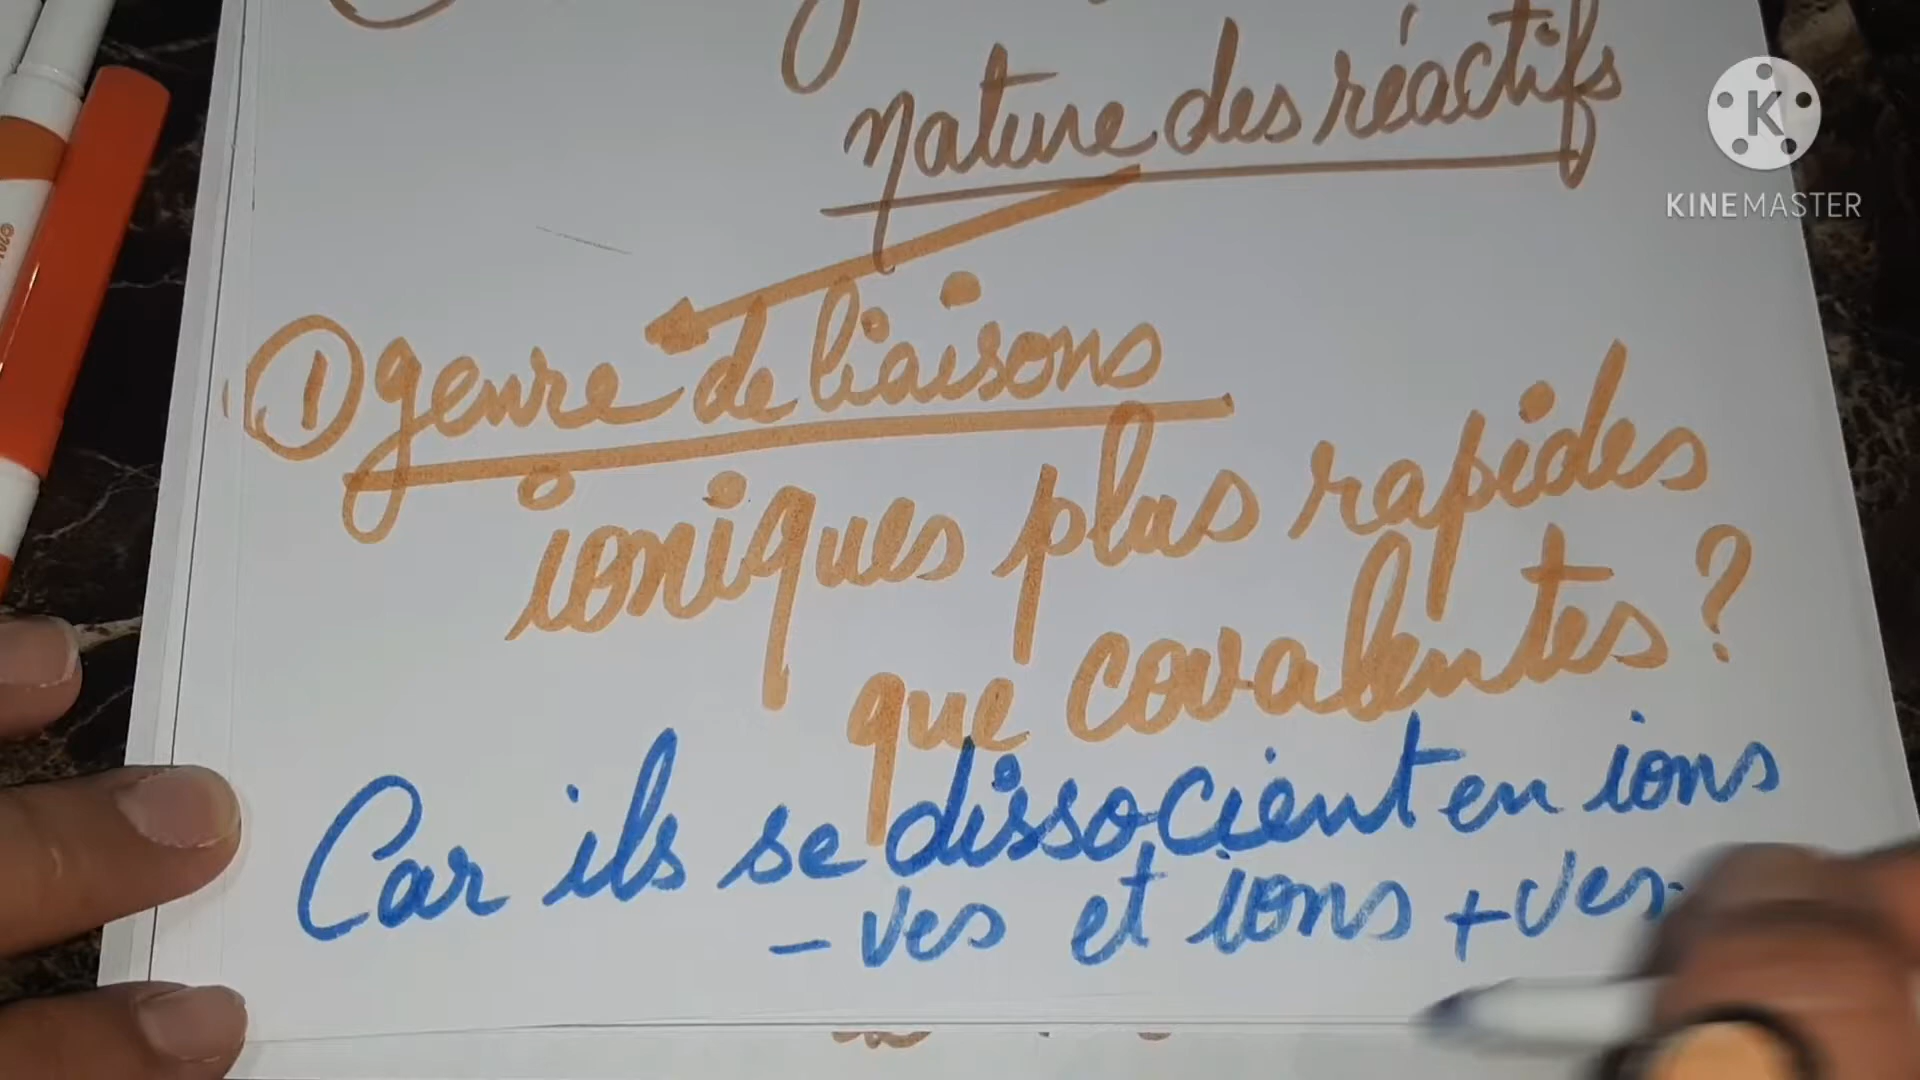 nature des réactifs
K
KINEMASTER
① genre de liaisons
ioniques plus rapides
que covalentes ?
Car ils se dissocient en ions
- ves et ions + ves.